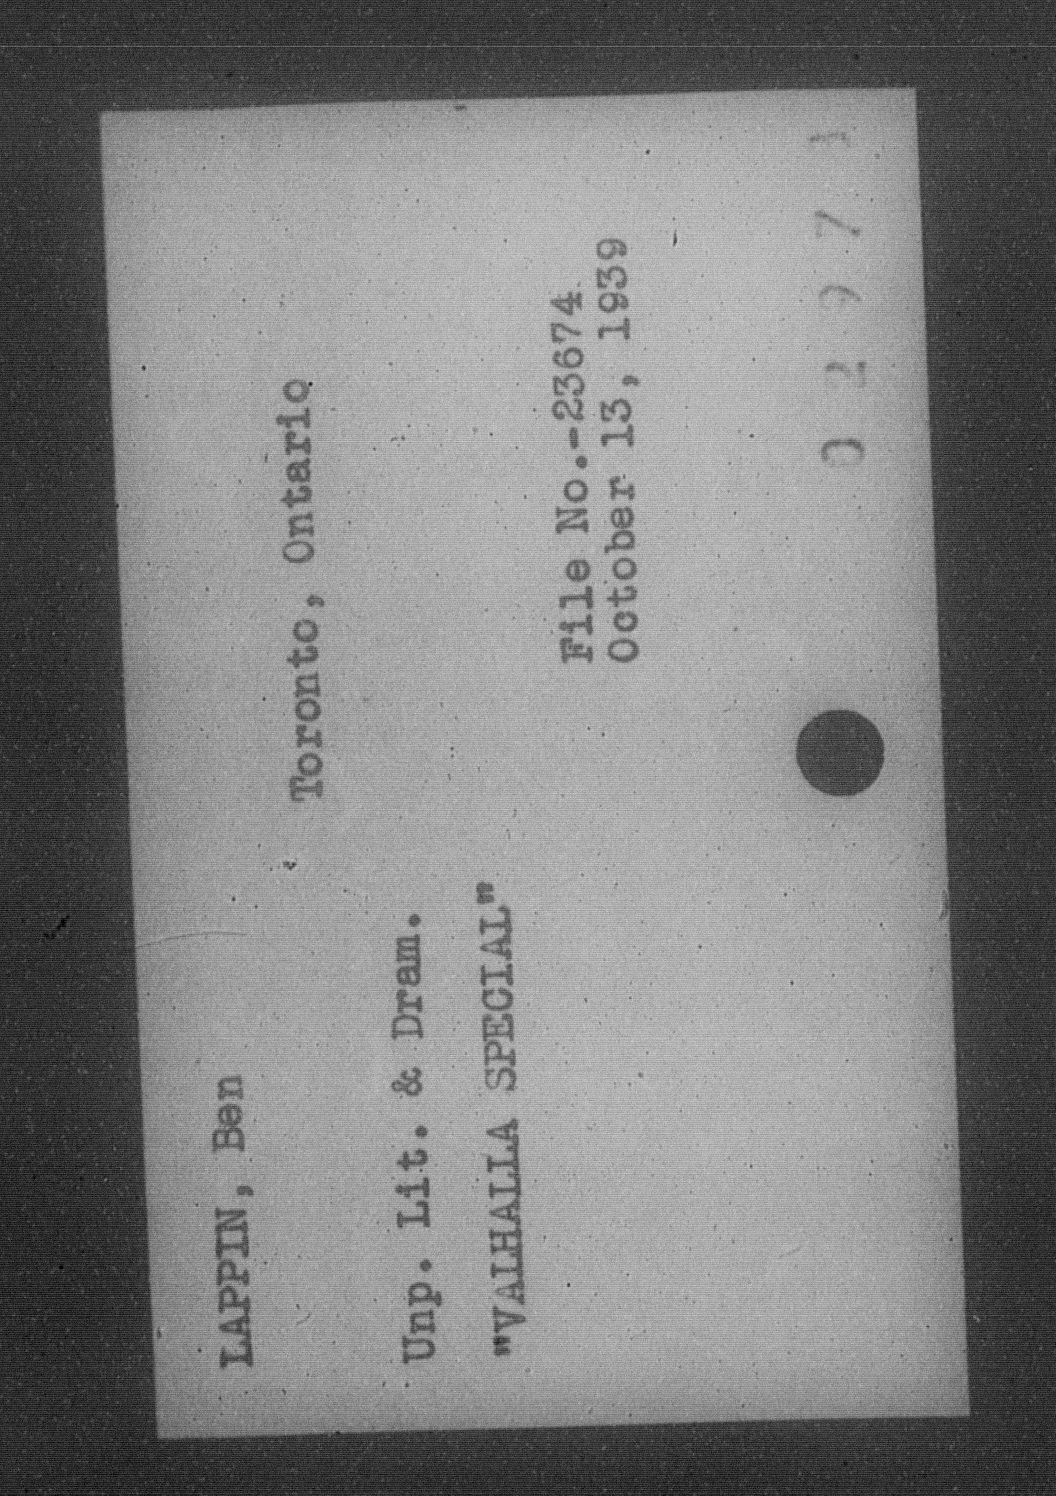 LAPPIN, Ben
Toronto, Ontario
Unp. Lit. & Dram.
"VALHALLA SPECIAL"
File No.-23674
October 13, 1939